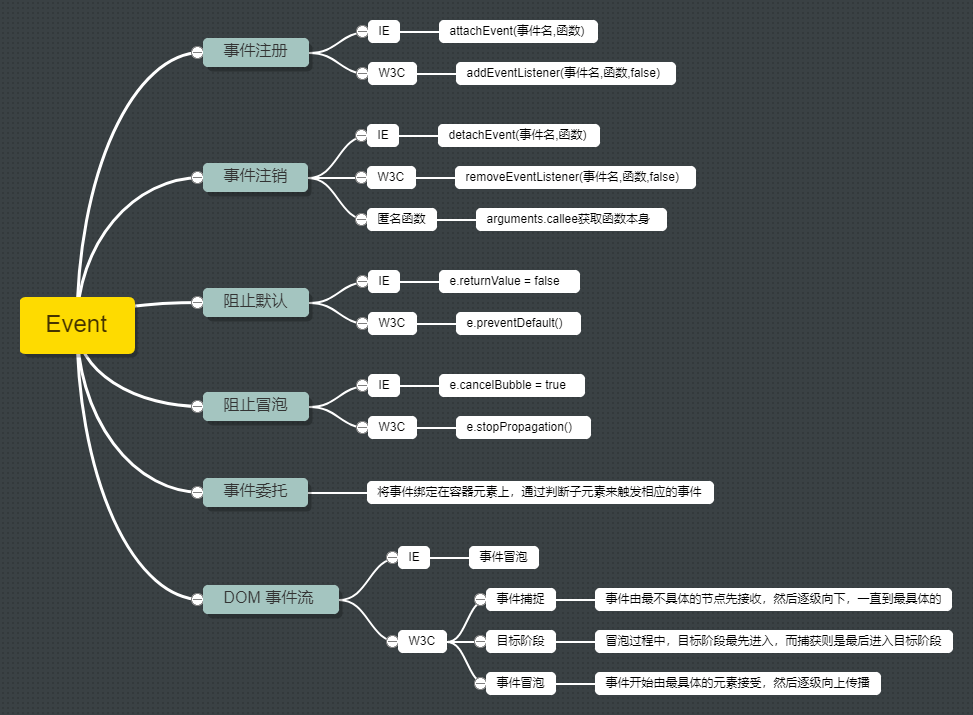 Event
事件注册
IE
attachEvent(事件名,函数)
W3C
addEventListener(事件名,函数,false)
事件注销
IE
detachEvent(事件名,函数)
W3C
removeEventListener(事件名,函数,false)
匿名函数
arguments.callee获取函数本身
阻止默认
IE
e.returnValue = false
W3C
e.preventDefault()
阻止冒泡
IE
e.cancelBubble = true
W3C
e.stopPropagation()
事件委托
将事件绑定在容器元素上，通过判断子元素来触发相应的事件
DOM 事件流
IE
事件冒泡
W3C
事件捕捉
事件由最不具体的节点先接收，然后逐级向下，一直到最具体的
目标阶段
冒泡过程中，目标阶段最先进入，而捕获则是最后进入目标阶段
事件冒泡
事件开始由最具体的元素接受，然后逐级向上传播